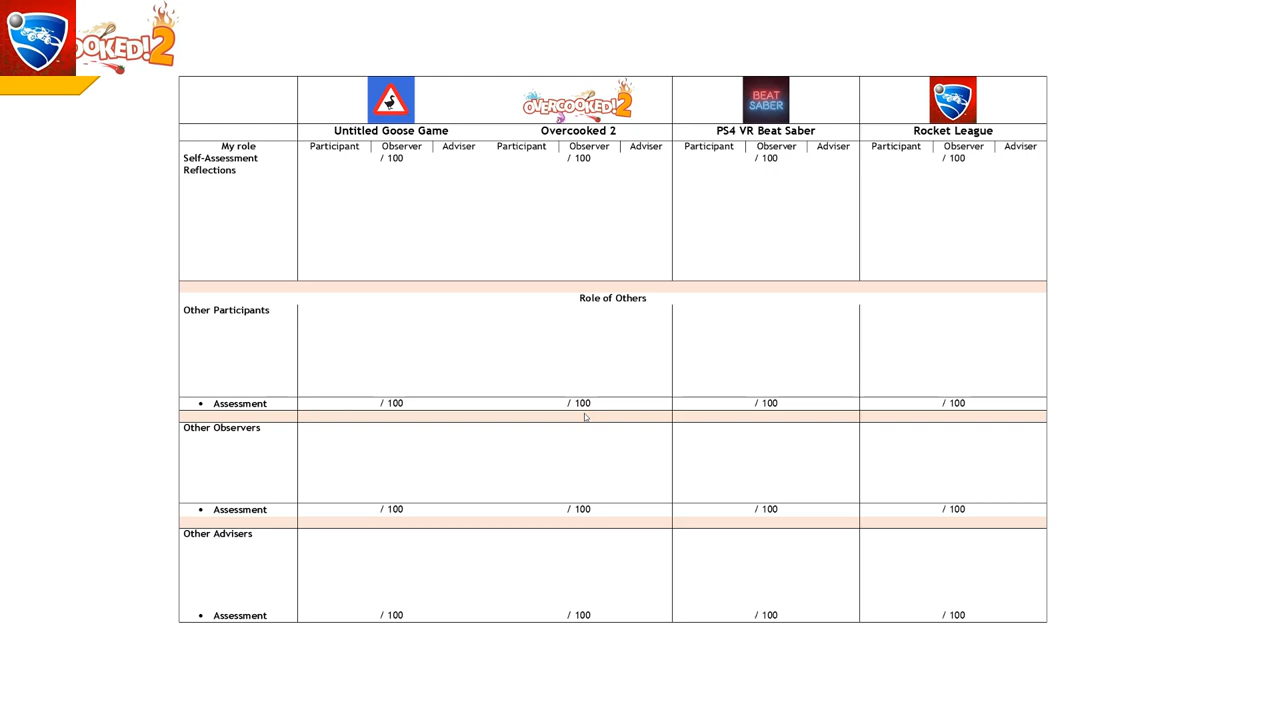 OOKED!2
OVERCOOKED!2
BEAT
SABER
Untitled Goose Game Overcooked 2 PS4 VR Beat Saber Rocket League
My role Participant Observer Adviser Participant Observer Adviser Participant Observer Adviser Participant Observer Adviser
Self-Assessment / 100 / 100 / 100 / 100
Reflections
Role of Others
Other Participants
• Assessment / 100 / 100 / 100 / 100
Other Observers
• Assessment / 100 / 100 / 100 / 100
Other Advisers
• Assessment / 100 / 100 / 100 / 100